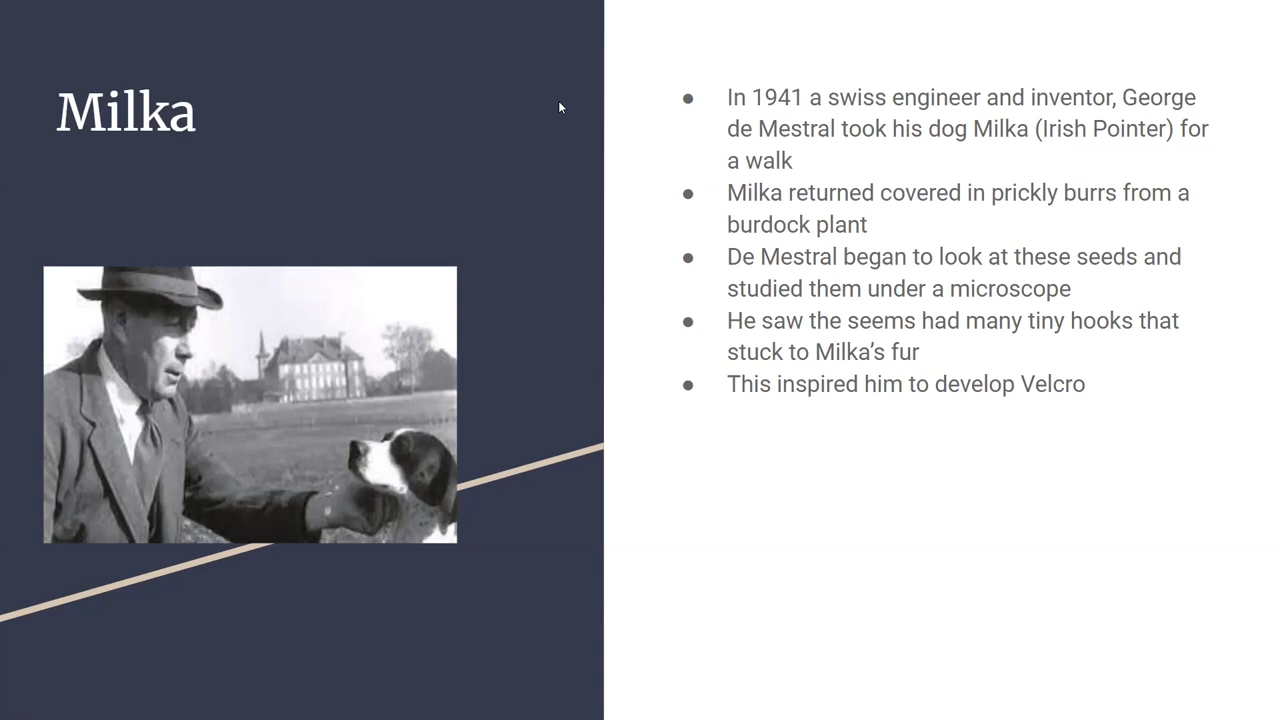 Milka
● In 1941 a swiss engineer and inventor, George
de Mestral took his dog Milka (Irish Pointer) for
a walk
● Milka returned covered in prickly burrs from a
burdock plant
● De Mestral began to look at these seeds and
studied them under a microscope
● He saw the seems had many tiny hooks that
stuck to Milka’s fur
● This inspired him to develop Velcro